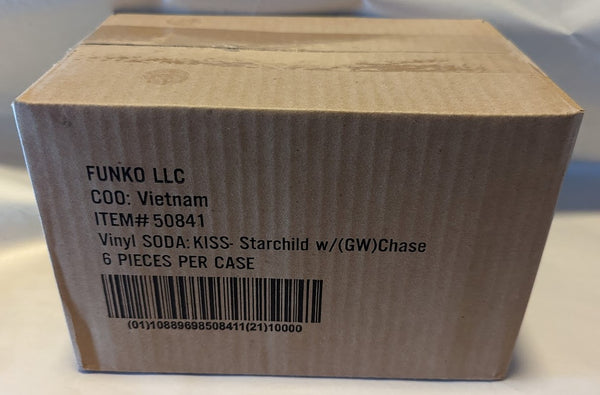 FUNKO LLC
COO: Vietnam
ITEM# 50841
Vinyl SODA: KISS- Starchild w/(GW)Chase
6 PIECES PER CASE
(01)10889698508411(21)10000